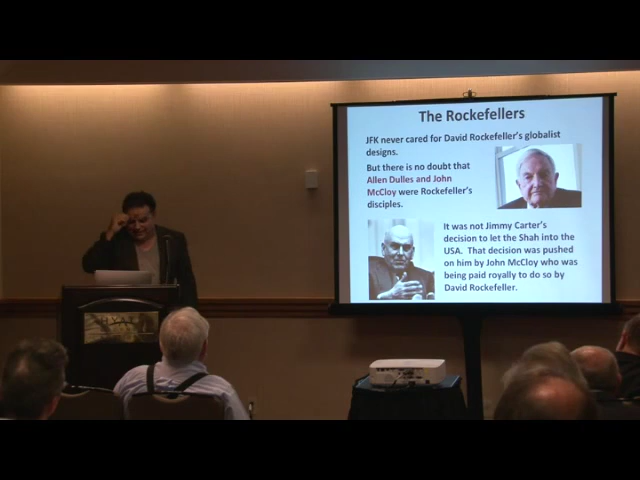 The Rockefellers
JFK never cared for David Rockefeller's globalist
designs.
But there is no doubt that
Allen Dulles and John
McCloy were Rockefeller's
disciples.
It was not Jimmy Carter's
decision to let the Shah into the
USA. That decision was pushed
on him by John McCloy who was
being paid royally to do so by
David Rockefeller.